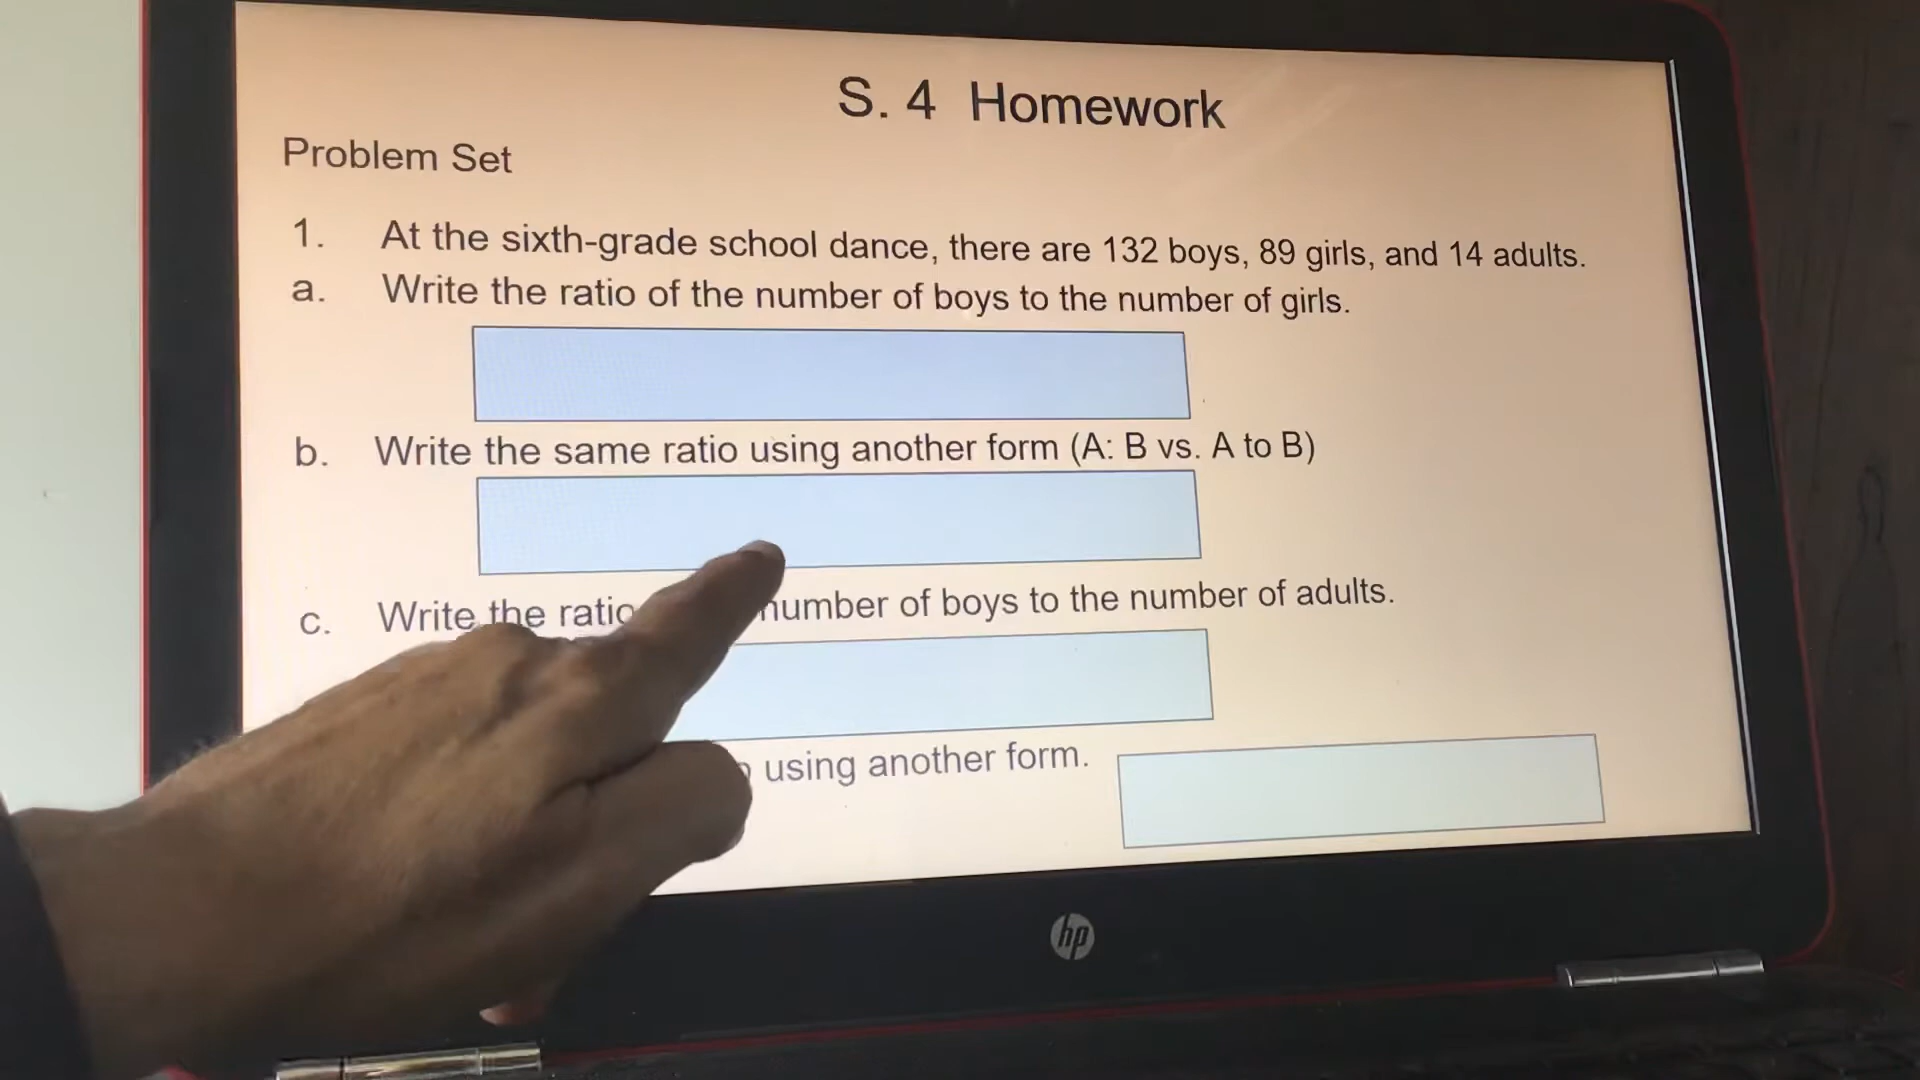 S. 4 Homework
Problem Set
1. At the sixth-grade school dance, there are 132 boys, 89 girls, and 14 adults.
a. Write the ratio of the number of boys to the number of girls.
b. Write the same ratio using another form (A: B vs. A to B)
c. Write the ratio number of boys to the number of adults.
using another form.
hp